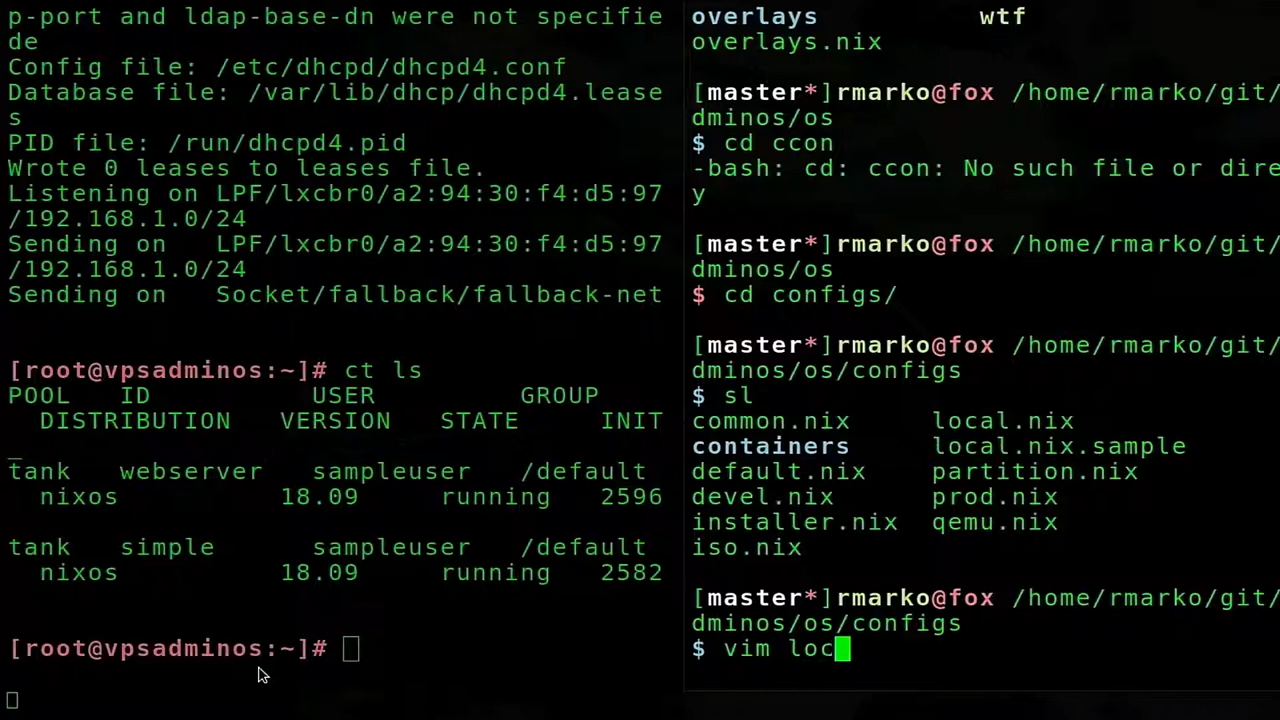 p-port and ldap-base-dn were not specifie
de
Config file: /etc/dhcpd/dhcpd4.conf
Database file: /var/lib/dhcp/dhcpd4.lease
s
PID file: /run/dhcpd4.pid
Wrote 0 leases to leases file.
Listening on LPF/lxcbr0/a2:94:30:f4:d5:97
/192.168.1.0/24
Sending on   LPF/lxcbr0/a2:94:30:f4:d5:97
/192.168.1.0/24
Sending on   Socket/fallback/fallback-net
[root@vpsadminos:~]# ct ls
POOL   ID              USER            GROUP
  DISTRIBUTION   VERSION   STATE     INIT
_
tank   webserver   sampleuser   /default
  nixos          18.09     running   2596
tank   simple      sampleuser   /default
  nixos          18.09     running   2582
[root@vpsadminos:~]#
overlays          wtf
overlays.nix
[master*]rmarko@fox /home/rmarko/git/
dminos/os
$ cd ccon
-bash: cd: ccon: No such file or dire
y
[master*]rmarko@fox /home/rmarko/git/
dminos/os
$ cd configs/
[master*]rmarko@fox /home/rmarko/git/
dminos/os/configs
$ sl
common.nix     local.nix
containers     local.nix.sample
default.nix    partition.nix
devel.nix      prod.nix
installer.nix  qemu.nix
iso.nix
[master*]rmarko@fox /home/rmarko/git/
dminos/os/configs
$ vim loc